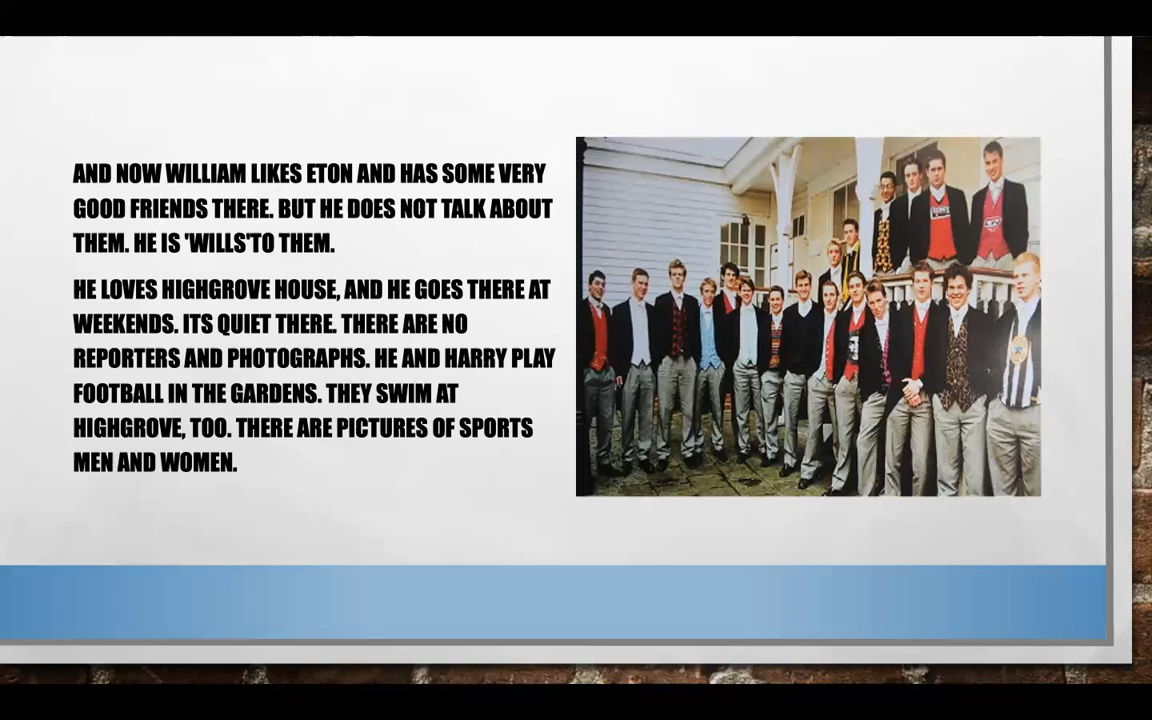 AND NOW WILLIAM LIKES ETON AND HAS SOME VERY
GOOD FRIENDS THERE. BUT HE DOES NOT TALK ABOUT
THEM. HE IS 'WILLS'TO THEM.
HE LOVES HIGHGROVE HOUSE, AND HE GOES THERE AT
WEEKENDS. ITS QUIET THERE. THERE ARE NO
REPORTERS AND PHOTOGRAPHS. HE AND HARRY PLAY
FOOTBALL IN THE GARDENS. THEY SWIM AT
HIGHGROVE, TOO. THERE ARE PICTURES OF SPORTS
MEN AND WOMEN.